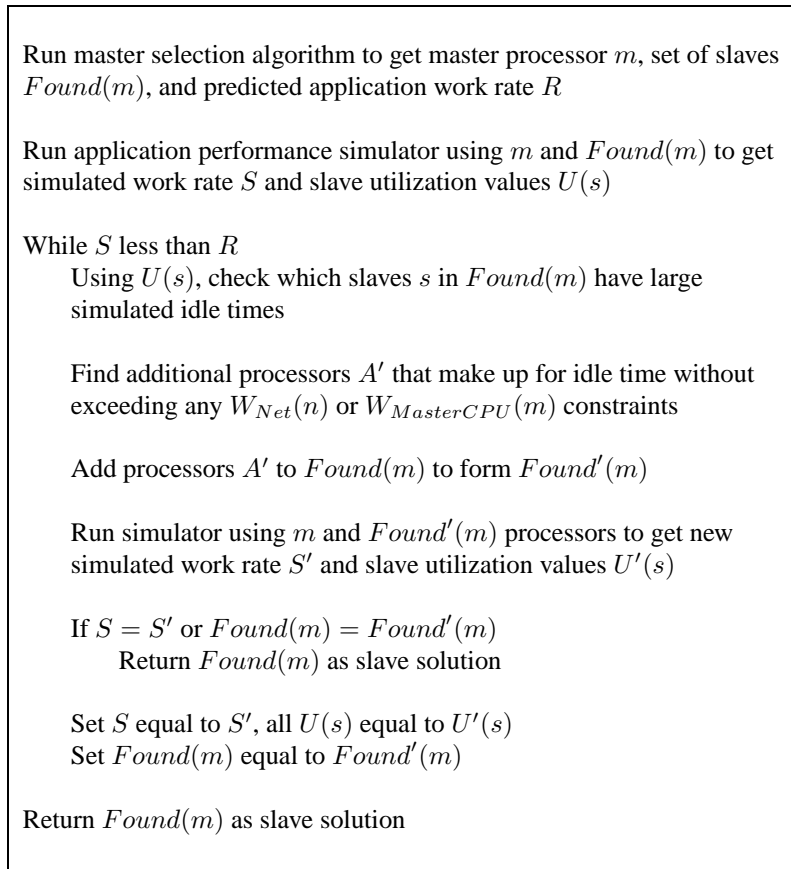 Run master selection algorithm to get master processor m, set of slaves
Found(m), and predicted application work rate R
Run application performance simulator using m and Found(m) to get
simulated work rate S and slave utilization values U(s)
While S less than R
Using U(s), check which slaves s in Found(m) have large
simulated idle times
Find additional processors A′ that make up for idle time without
exceeding any W_Net(n) or W_MasterCPU(m) constraints
Add processors A′ to Found(m) to form Found′(m)
Run simulator using m and Found′(m) processors to get new
simulated work rate S′ and slave utilization values U′(s)
If S = S′ or Found(m) = Found′(m)
Return Found(m) as slave solution
Set S equal to S′, all U(s) equal to U′(s)
Set Found(m) equal to Found′(m)
Return Found(m) as slave solution